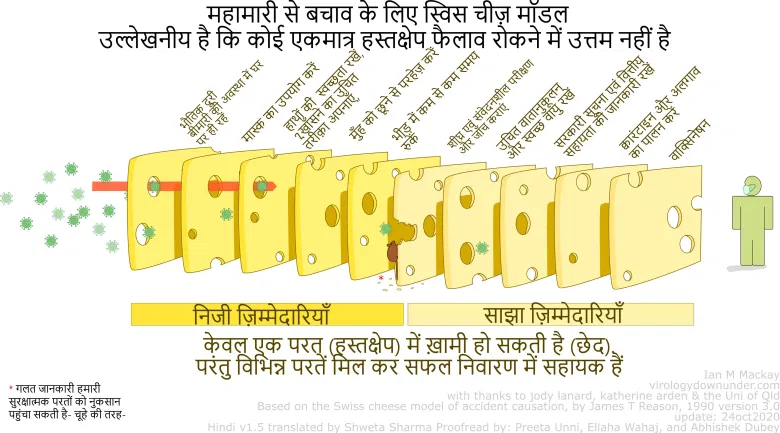 महामारी से बचाव के लिए स्विस चीज़ मॉडल
उल्लेखनीय है कि कोई एकमात्र हस्तक्षेप फैलाव रोकने में उत्तम नहीं है
भौतिक दूरी
बीमारी की अवस्था में घर
पर ही रहें
मास्क का उपयोग करें
हाथों की स्वच्छता रखें,
खाँसने का उचित
तरीका अपनाएं,
मुँह को छूने से परहेज़ करें
भीड़ में कम से कम समय
रुकें
शीघ्र एवं संवेदनशील परीक्षण
और जाँच कराएं
उचित वातानुकूलन,
और स्वच्छ वायु रखें
सरकारी सूचना एवं वित्तीय
सहायता की जानकारी रखें
क्वारंटाइन और अलगाव
का पालन करें
वाक्सिनेषन
*
निजी ज़िम्मेदारियाँ
साझा ज़िम्मेदारियाँ
केवल एक परत (हस्तक्षेप) में ख़ामी हो सकती है (छेद),
परंतु विभिन्न परतें मिल कर सफल निवारण में सहायक हैं
* गलत जानकारी हमारी
सुरक्षात्मक परतों को नुकसान
पहुंचा सकती है- चूहे की तरह-
Ian M Mackay
virologydownunder.com
with thanks to jody lanard, katherine arden & the Uni of Qld
Based on the Swiss cheese model of accident causation, by James T Reason, 1990 version 3.0
update: 24oct2020
Hindi v1.5 translated by Shweta Sharma Proofread by: Preeta Unni, Ellaha Wahaj, and Abhishek Dubey